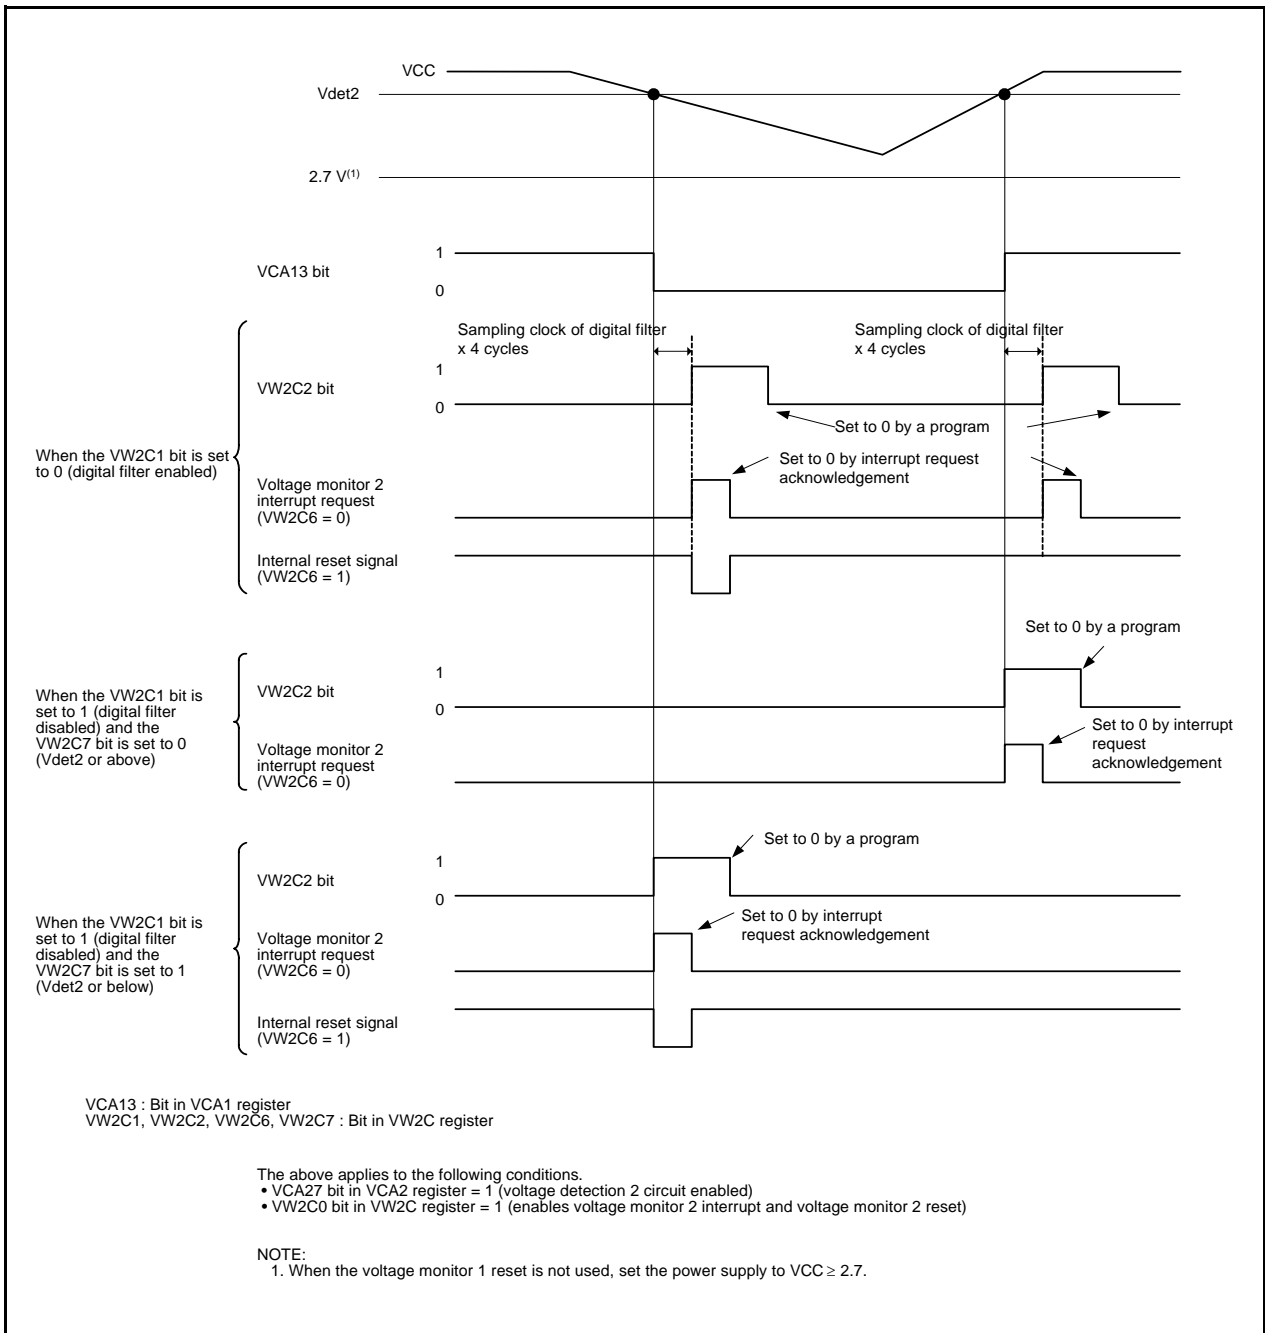 VCC
Vdet2
2.7 V(1)
VCA13 bit
1
0
Sampling clock of digital filter
x 4 cycles
Sampling clock of digital filter
x 4 cycles
VW2C2 bit
1
0
Set to 0 by a program
When the VW2C1 bit is set
to 0 (digital filter enabled)
Set to 0 by interrupt request
acknowledgement
Voltage monitor 2
interrupt request
(VW2C6 = 0)
Internal reset signal
(VW2C6 = 1)
Set to 0 by a program
When the VW2C1 bit is
set to 1 (digital filter
disabled) and the
VW2C7 bit is set to 0
(Vdet2 or above)
VW2C2 bit
1
0
Set to 0 by interrupt
request
acknowledgement
Voltage monitor 2
interrupt request
(VW2C6 = 0)
Set to 0 by a program
VW2C2 bit
1
0
When the VW2C1 bit is
set to 1 (digital filter
disabled) and the
VW2C7 bit is set to 1
(Vdet2 or below)
Set to 0 by interrupt
request acknowledgement
Voltage monitor 2
interrupt request
(VW2C6 = 0)
Internal reset signal
(VW2C6 = 1)
VCA13 : Bit in VCA1 register
VW2C1, VW2C2, VW2C6, VW2C7 : Bit in VW2C register
The above applies to the following conditions.
• VCA27 bit in VCA2 register = 1 (voltage detection 2 circuit enabled)
• VW2C0 bit in VW2C register = 1 (enables voltage monitor 2 interrupt and voltage monitor 2 reset)
NOTE:
1. When the voltage monitor 1 reset is not used, set the power supply to VCC ≥ 2.7.